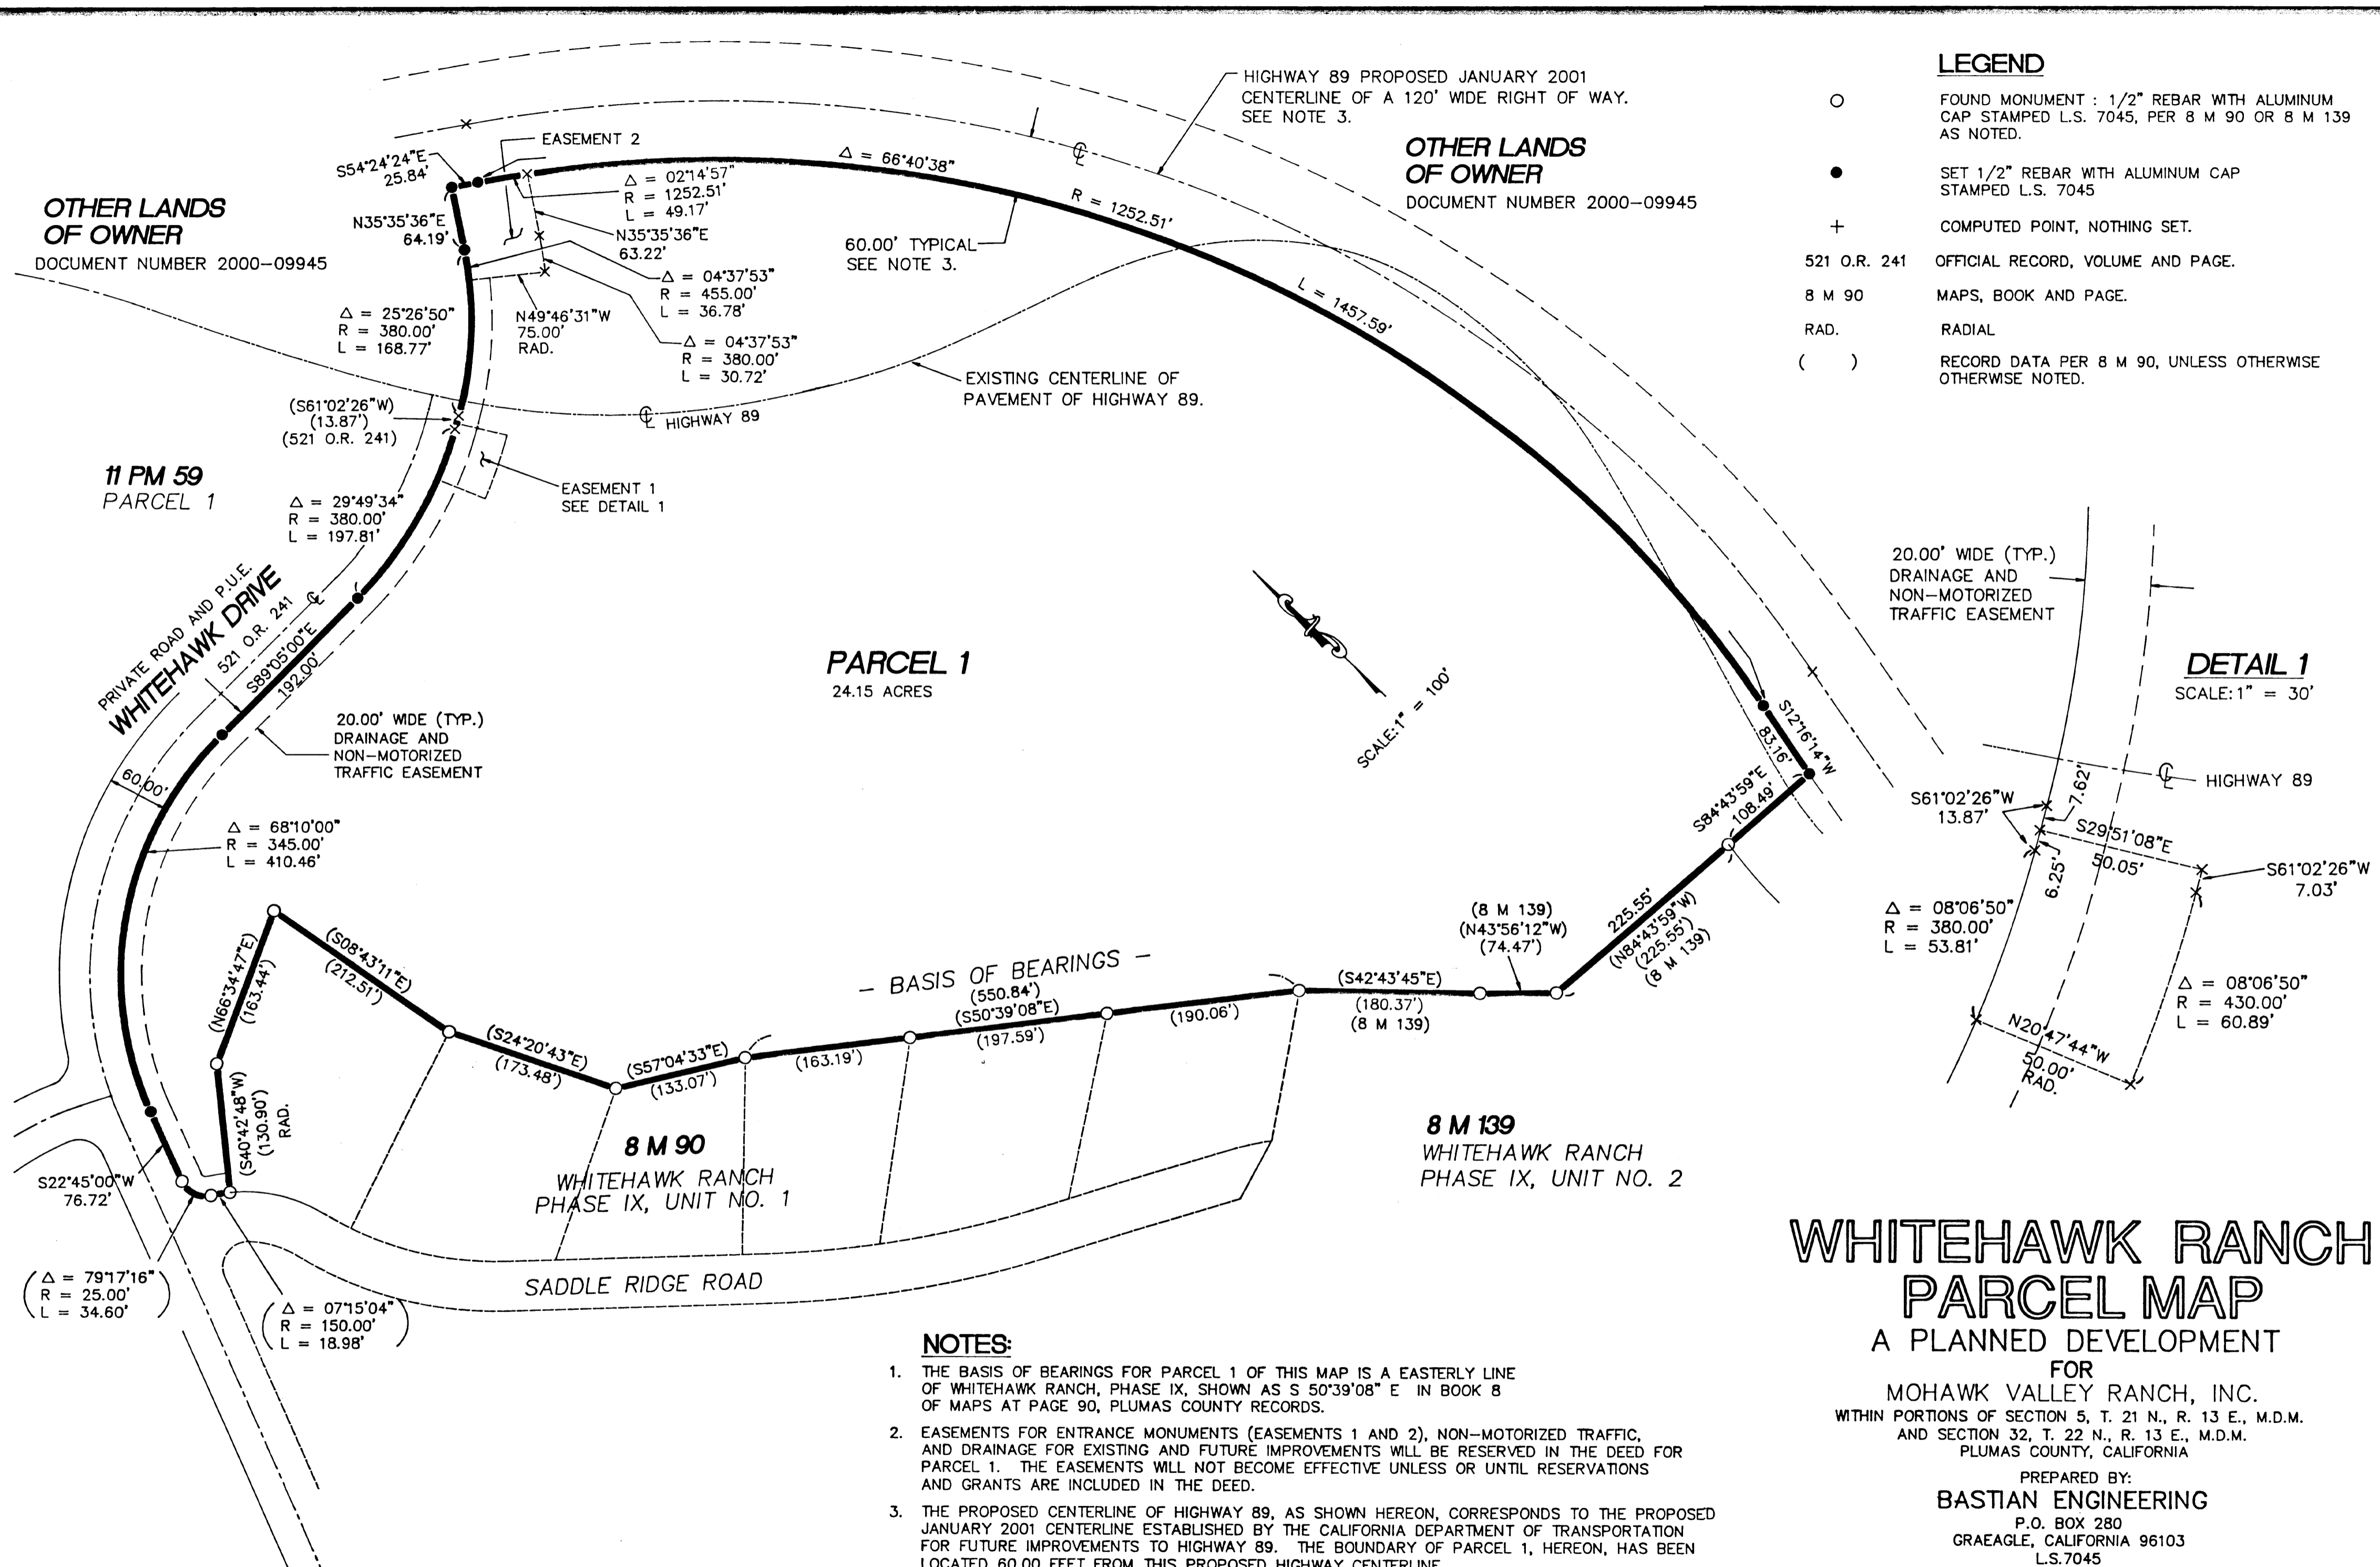 HIGHWAY 89 PROPOSED JANUARY 2001
CENTERLINE OF A 120' WIDE RIGHT OF WAY.
SEE NOTE 3.
OTHER LANDS
OF OWNER
DOCUMENT NUMBER 2000-09945
LEGEND
FOUND MONUMENT : 1/2" REBAR WITH ALUMINUM
CAP STAMPED L.S. 7045, PER 8 M 90 OR 8 M 139
AS NOTED.
SET 1/2" REBAR WITH ALUMINUM CAP
STAMPED L.S. 7045
+ COMPUTED POINT, NOTHING SET.
521 O.R. 241 OFFICIAL RECORD, VOLUME AND PAGE.
8 M 90 MAPS, BOOK AND PAGE.
RAD. RADIAL
( ) RECORD DATA PER 8 M 90, UNLESS OTHERWISE
OTHERWISE NOTED.
EASEMENT 2
S54°24'24"E
25.84'
OTHER LANDS
OF OWNER
DOCUMENT NUMBER 2000-09945
N35°35'36"E
64.19'
Δ = 02°14'57"
R = 1252.51'
L = 49.17'
N35°35'36"E
63.22'
Δ = 04°37'53"
R = 455.00'
L = 36.78'
Δ = 04°37'53"
R = 380.00'
L = 30.72'
N49°46'31"W
75.00'
RAD.
Δ = 66°40'38"
R = 1252.51'
L = 1457.59'
60.00' TYPICAL
SEE NOTE 3.
℄
Δ = 25°26'50"
R = 380.00'
L = 168.77'
EXISTING CENTERLINE OF
PAVEMENT OF HIGHWAY 89.
℄ HIGHWAY 89
(S61°02'26"W)
(13.87')
(521 O.R. 241)
11 PM 59
PARCEL 1
EASEMENT 1
SEE DETAIL 1
Δ = 29°49'34"
R = 380.00'
L = 197.81'
PRIVATE ROAD AND P.U.E.
WHITEHAWK DRIVE
521 O.R. 241 ℄
S89°05'00"E
192.00'
PARCEL 1
24.15 ACRES
SCALE:1" = 100'
20.00' WIDE (TYP.)
DRAINAGE AND
NON-MOTORIZED
TRAFFIC EASEMENT
60.00'
Δ = 68°10'00"
R = 345.00'
L = 410.46'
S12°16'14"W
83.16'
S84°43'59"E
108.49'
225.55'
(N84°43'59"W)
(225.55')
(8 M 139)
(8 M 139)
(N43°56'12"W)
(74.47')
(S42°43'45"E)
(180.37')
(8 M 139)
- BASIS OF BEARINGS -
(550.84')
(S50°39'08"E)
(197.59')
(190.06')
(163.19')
(S57°04'33"E)
(133.07')
(S24°20'43"E)
(173.48')
(S08°43'11"E)
(212.51')
(N66°34'47"E)
(163.44')
(S40°42'48"W)
(130.90')
RAD.
S22°45'00"W
76.72'
Δ = 79°17'16"
R = 25.00'
L = 34.60'
Δ = 07°15'04"
R = 150.00'
L = 18.98'
8 M 90
WHITEHAWK RANCH
PHASE IX, UNIT NO. 1
SADDLE RIDGE ROAD
8 M 139
WHITEHAWK RANCH
PHASE IX, UNIT NO. 2
20.00' WIDE (TYP.)
DRAINAGE AND
NON-MOTORIZED
TRAFFIC EASEMENT
DETAIL 1
SCALE:1" = 30'
℄ HIGHWAY 89
S61°02'26"W
13.87'
7.62'
6.25'
S29°51'08"E
50.05'
S61°02'26"W
7.03'
Δ = 08°06'50"
R = 380.00'
L = 53.81'
Δ = 08°06'50"
R = 430.00'
L = 60.89'
N20°47'44"W
50.00'
RAD.
NOTES:
1. THE BASIS OF BEARINGS FOR PARCEL 1 OF THIS MAP IS A EASTERLY LINE
OF WHITEHAWK RANCH, PHASE IX, SHOWN AS S 50°39'08" E IN BOOK 8
OF MAPS AT PAGE 90, PLUMAS COUNTY RECORDS.
2. EASEMENTS FOR ENTRANCE MONUMENTS (EASEMENTS 1 AND 2), NON-MOTORIZED TRAFFIC,
AND DRAINAGE FOR EXISTING AND FUTURE IMPROVEMENTS WILL BE RESERVED IN THE DEED FOR
PARCEL 1. THE EASEMENTS WILL NOT BECOME EFFECTIVE UNLESS OR UNTIL RESERVATIONS
AND GRANTS ARE INCLUDED IN THE DEED.
3. THE PROPOSED CENTERLINE OF HIGHWAY 89, AS SHOWN HEREON, CORRESPONDS TO THE PROPOSED
JANUARY 2001 CENTERLINE ESTABLISHED BY THE CALIFORNIA DEPARTMENT OF TRANSPORTATION
FOR FUTURE IMPROVEMENTS TO HIGHWAY 89. THE BOUNDARY OF PARCEL 1, HEREON, HAS BEEN
LOCATED 60.00 FEET FROM THIS PROPOSED HIGHWAY CENTERLINE.
WHITEHAWK RANCH
PARCEL MAP
A PLANNED DEVELOPMENT
FOR
MOHAWK VALLEY RANCH, INC.
WITHIN PORTIONS OF SECTION 5, T. 21 N., R. 13 E., M.D.M.
AND SECTION 32, T. 22 N., R. 13 E., M.D.M.
PLUMAS COUNTY, CALIFORNIA
PREPARED BY:
BASTIAN ENGINEERING
P.O. BOX 280
GRAEAGLE, CALIFORNIA 96103
L.S.7045